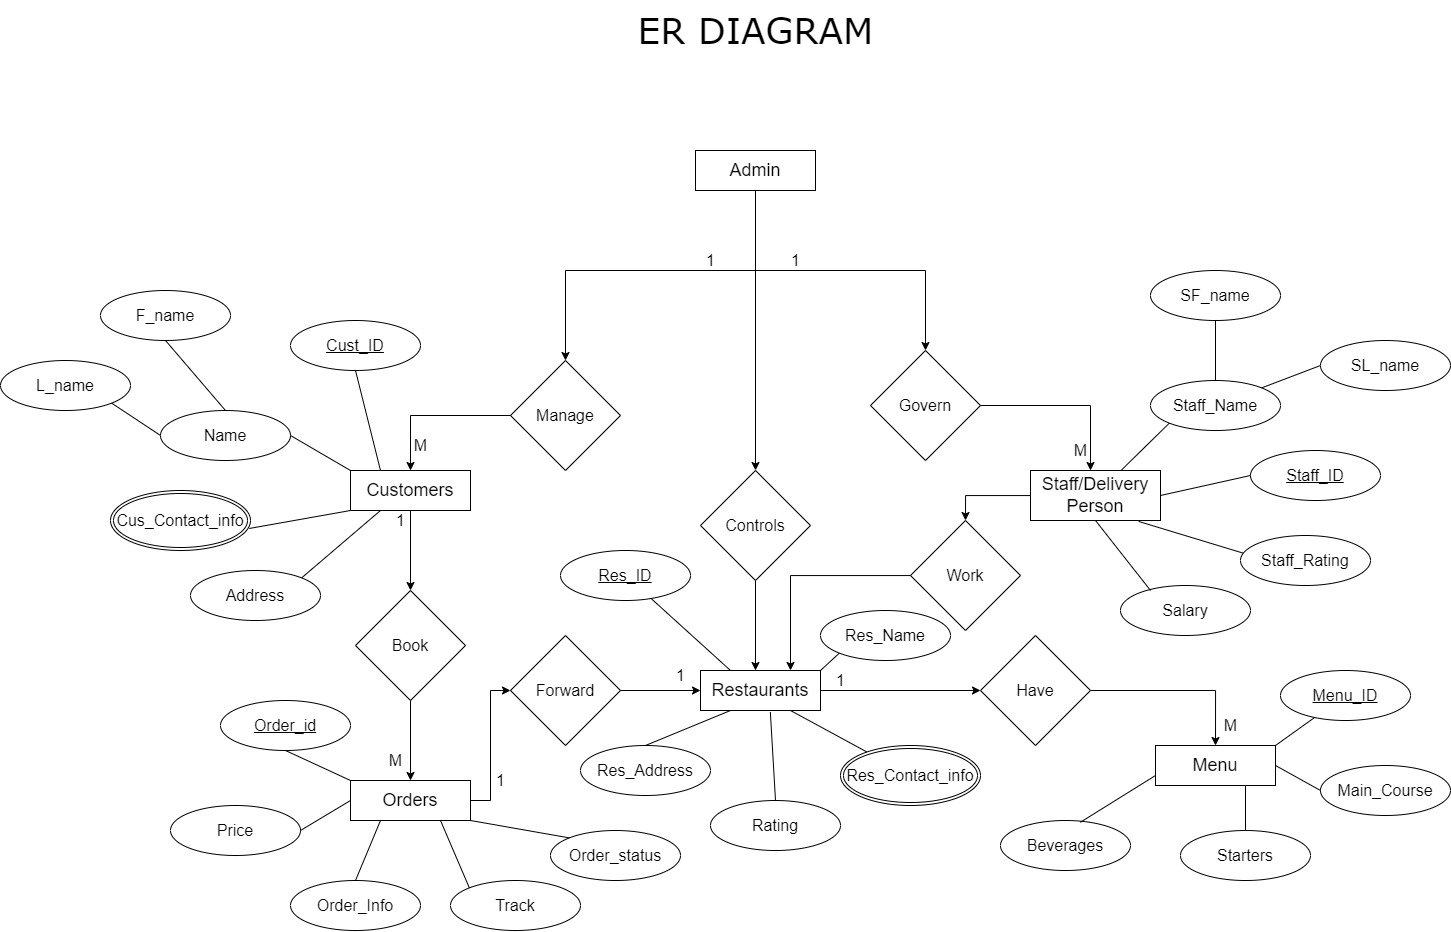 ER DIAGRAM
Admin
1
1
SF_name
F_name
Cust_ID
SL_name
L_name
Staff_Name
Name
Manage
Govern
M
M
Staff_ID
Customers
Staff/Delivery
Person
Cus_Contact_info
1
Controls
Staff_Rating
Res_ID
Work
Address
Salary
Res_Name
Book
1
Forward
Restaurants
1
Have
Menu_ID
Order_id
M
M
Res_Address
Res_Contact_info
Menu
1
Orders
Main_Course
Price
Rating
Beverages
Order_status
Starters
Order_Info
Track